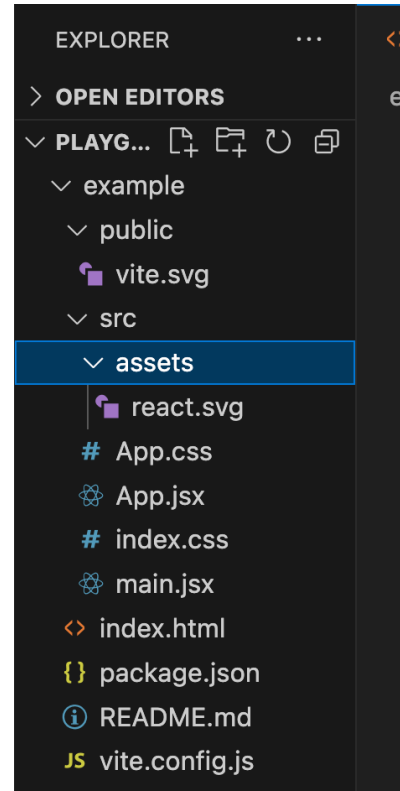 EXPLORER ...
OPEN EDITORS
PLAYG...
example
public
vite.svg
src
assets
react.svg
# App.css
App.jsx
# index.css
main.jsx
<> index.html
{} package.json
README.md
JS vite.config.js